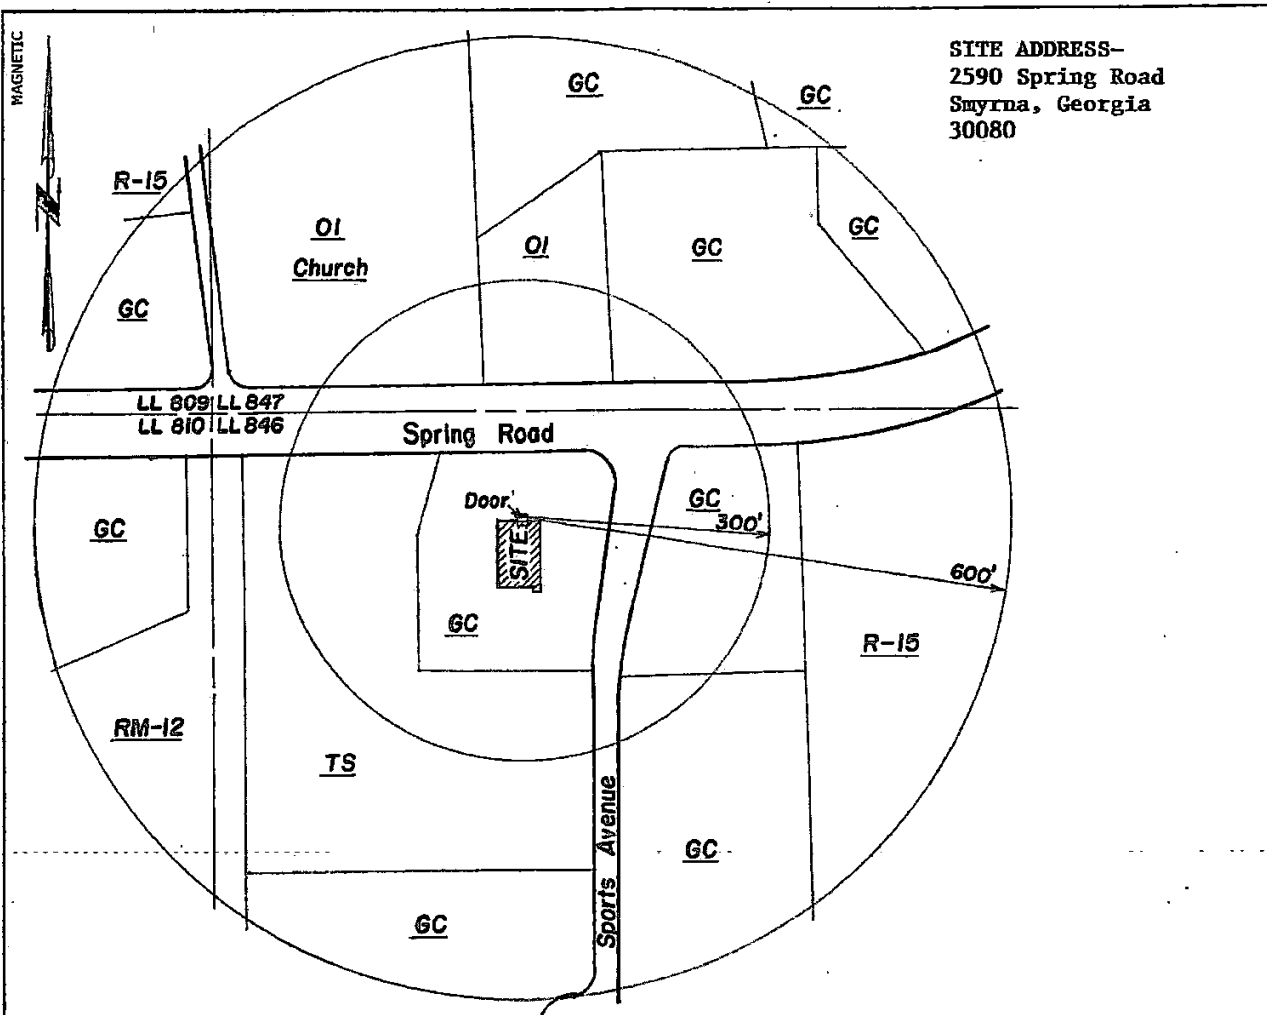 MAGNETIC
SITE ADDRESS—
2590 Spring Road
Smyrna, Georgia
30080
GC
GC
R-15
OI
Church
OI
GC
GC
GC
LL 809 LL 847
LL 810 LL 846
Spring Road
Door
GC
300'
SITE
GC
600'
GC
R-15
RM-12
TS
Sports Avenue
GC
GC